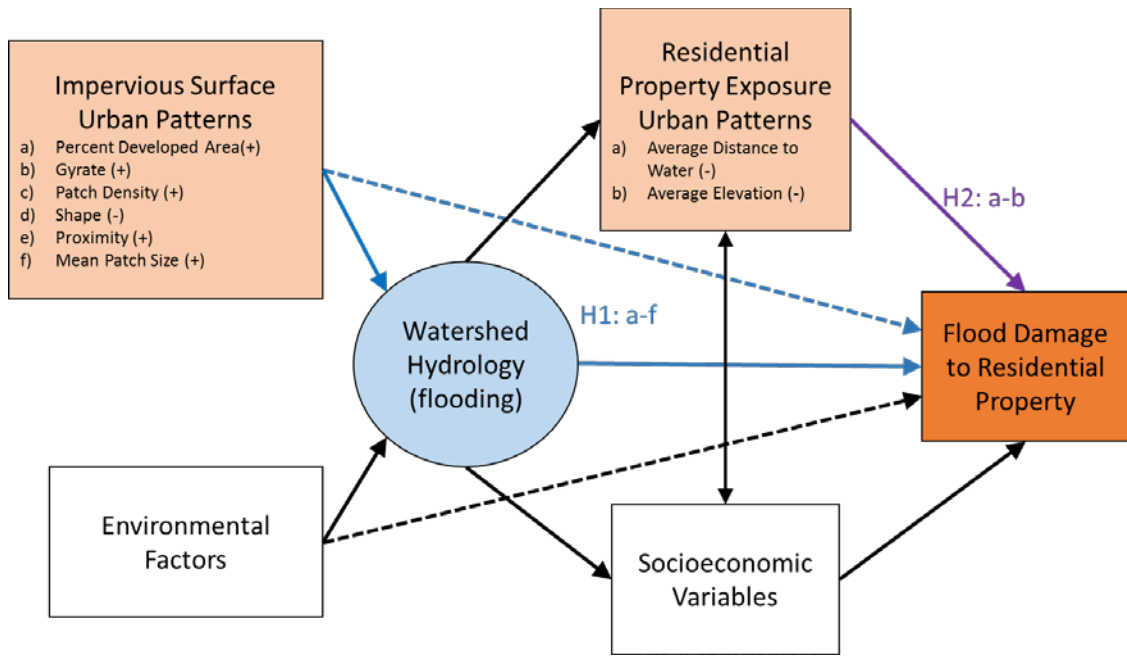 Impervious Surface
Urban Patterns
a) Percent Developed Area(+)
b) Gyrate (+)
c) Patch Density (+)
d) Shape (-)
e) Proximity (+)
f) Mean Patch Size (+)
Residential
Property Exposure
Urban Patterns
a) Average Distance to
Water (-)
b) Average Elevation (-)
H2: a-b
H1: a-f
Watershed
Hydrology
(flooding)
Flood Damage
to Residential
Property
Environmental
Factors
Socioeconomic
Variables